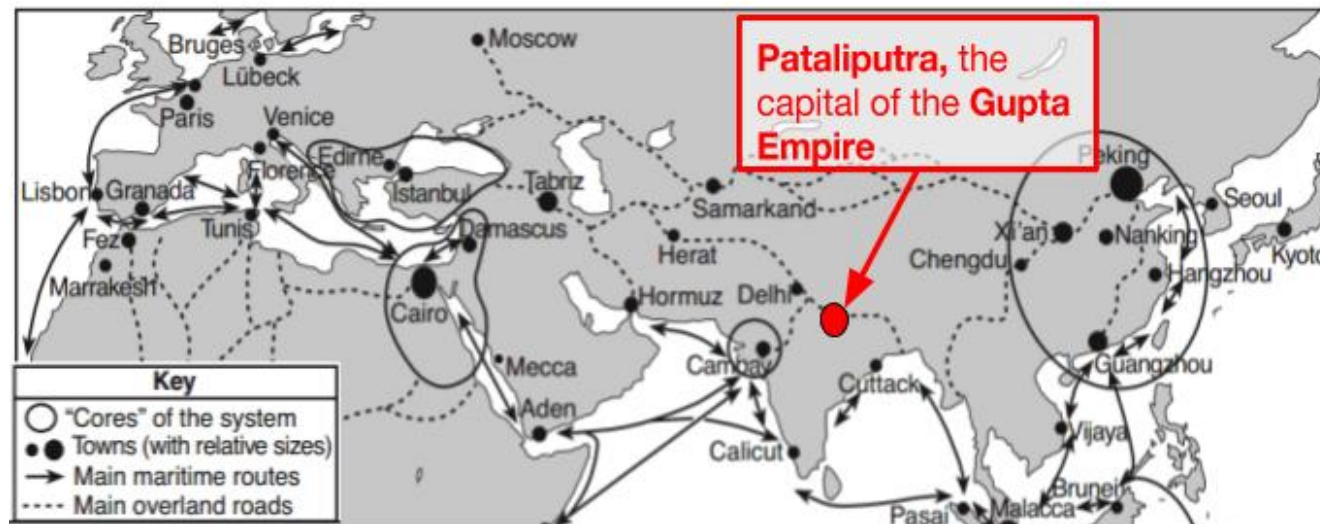 Moscow
Bruges
Lübeck
Paris
Venice
Florence
Edirne
Istanbul
Lisbon
Granada
Tunis
Fez
Marrakesh
Tabriz
Damascus
Cairo
Samarkand
Herat
Hormuz
Delhi
Mecca
Aden
Cambay
Cuttack
Calicut
Pataliputra, the
capital of the Gupta
Empire
Peking
Seoul
Xi'an
Nanking
Kyoto
Chengdu
Hangzhou
Guangzhou
Vijaya
Brunei
Pasai
Malacca
Key
"Cores" of the system
Towns (with relative sizes)
Main maritime routes
Main overland roads